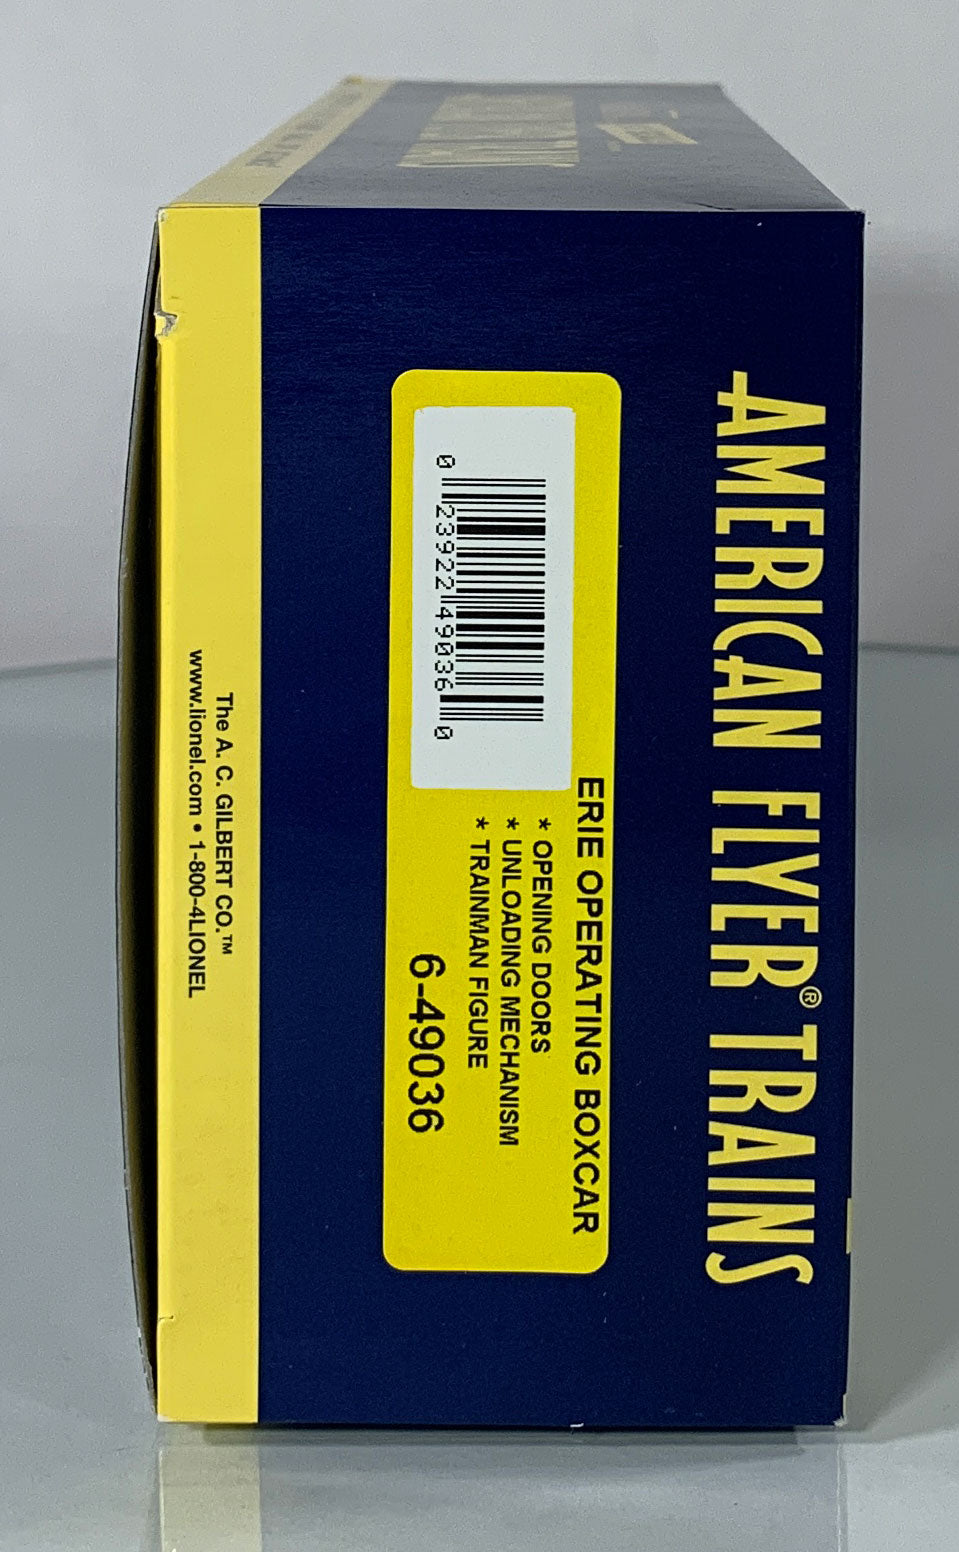 AMERICAN FLYER® TRAINS
ERIE OPERATING BOXCAR
* OPENING DOORS
* UNLOADING MECHANISM
* TRAINMAN FIGURE
6-49036
0 23922 49036 0
The A. C. GILBERT CO.™
www.lionel.com • 1-800-4LIONEL